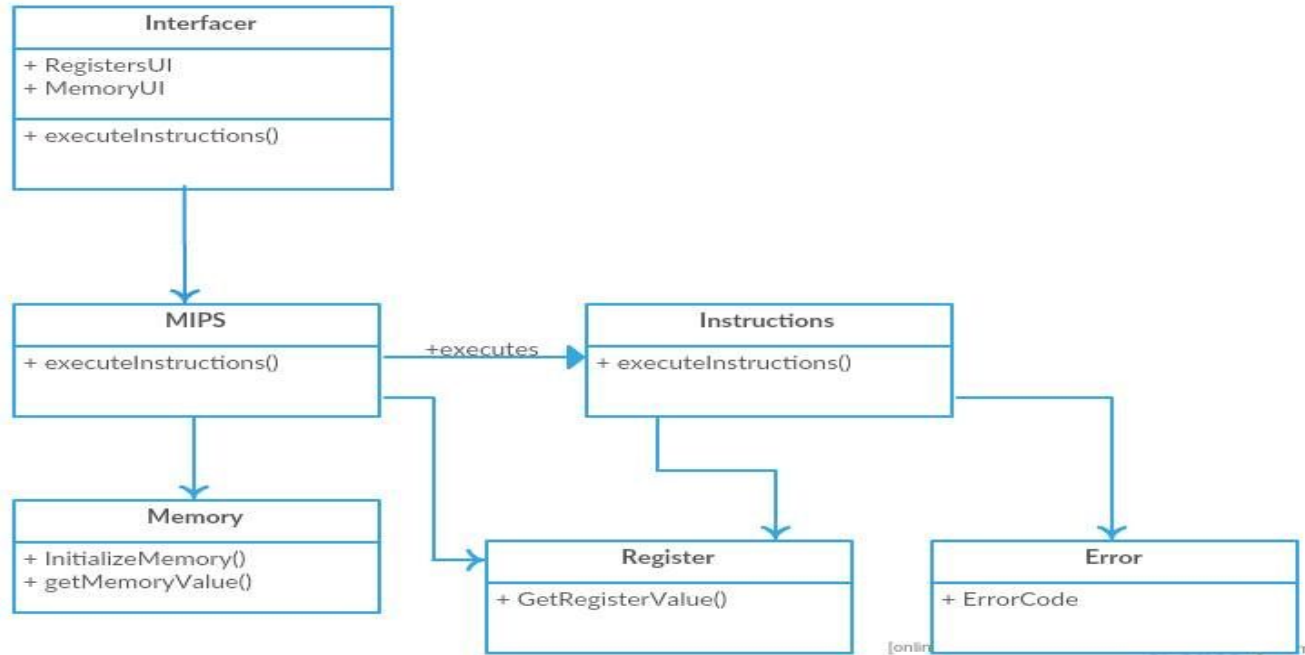 Interfacer
+ RegistersUI
+ MemoryUI
+ executeInstructions()
MIPS
+ executeInstructions()
+executes
Instructions
+ executeInstructions()
Memory
+ InitializeMemory()
+ getMemoryValue()
Register
+ GetRegisterValue()
Error
+ ErrorCode